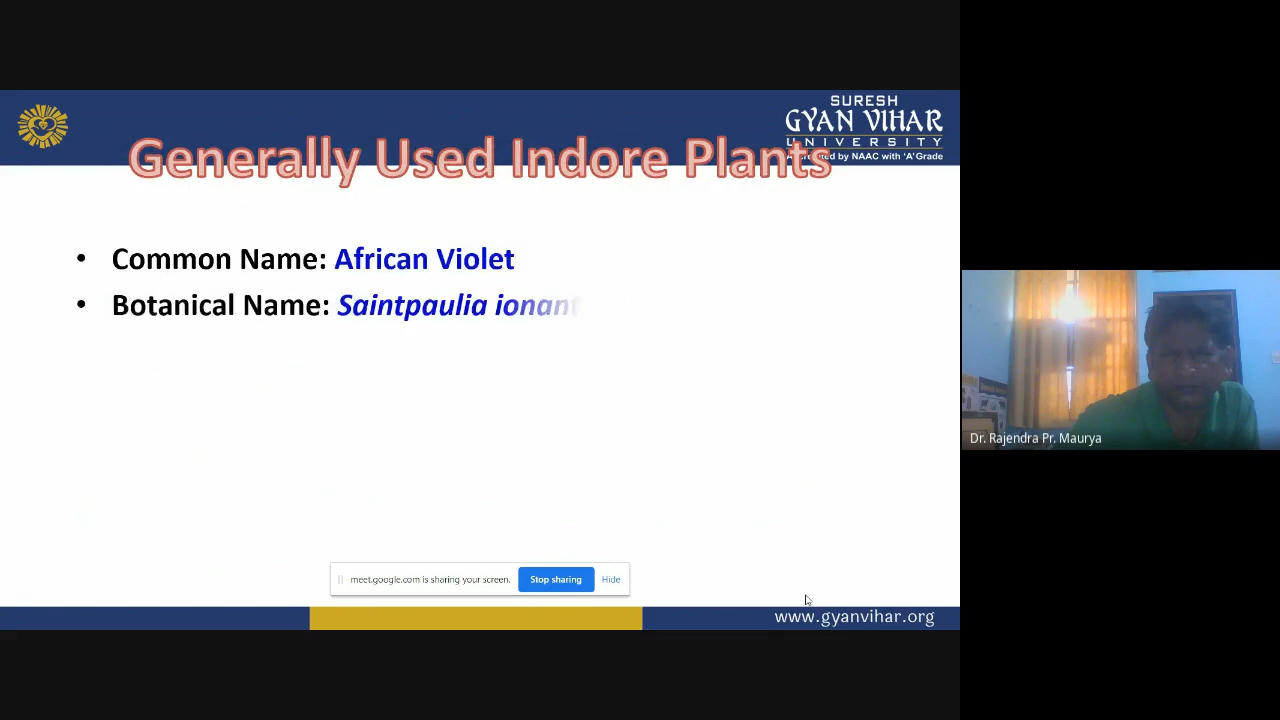 SURESH
GYAN VIHAR
UNIVERSITY
Accredited by NAAC with 'A' Grade
Generally Used Indore Plants
• Common Name: African Violet
• Botanical Name: Saintpaulia ionant
Dr. Rajendra Pr. Maurya
meet.google.com is sharing your screen. Stop sharing Hide
www.gyanvihar.org